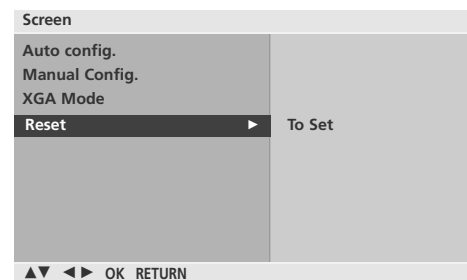 Screen
Auto config.
Manual Config.
XGA Mode
Reset ► To Set
▲▼ ◄► OK RETURN